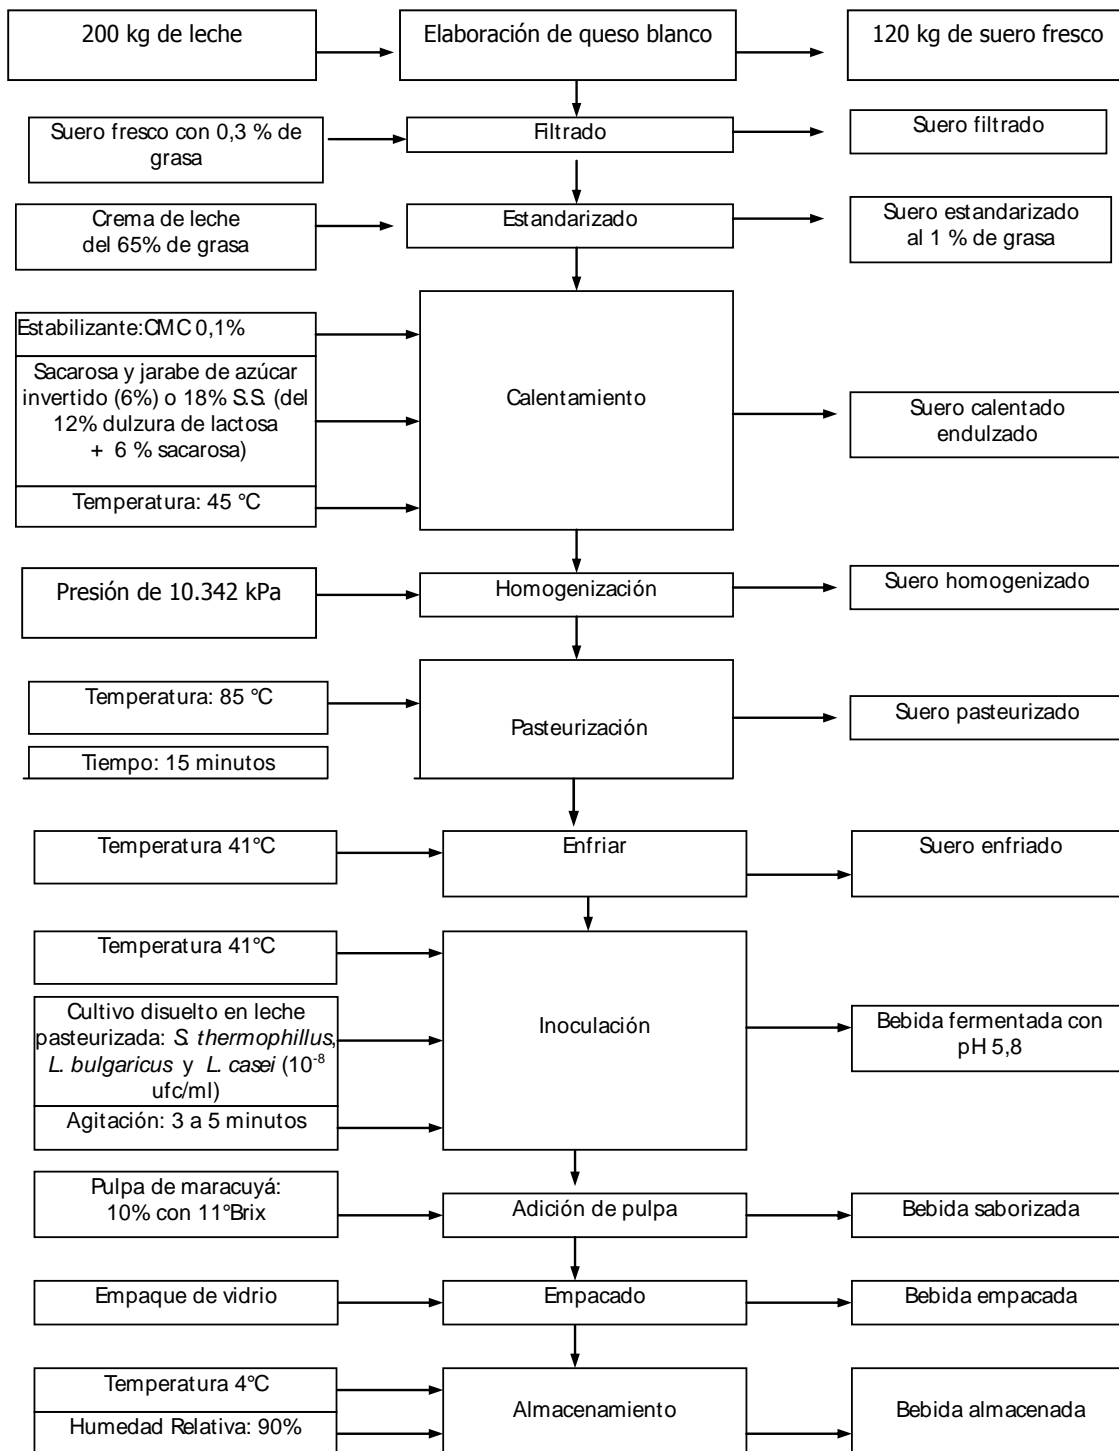 200 kg de leche
Elaboración de queso blanco
120 kg de suero fresco
Suero fresco con 0,3 % de
grasa
Filtrado
Suero filtrado
Crema de leche
del 65% de grasa
Estandarizado
Suero estandarizado
al 1 % de grasa
Estabilizante:CMC 0,1%
Sacarosa y jarabe de azúcar
invertido (6%) o 18% S.S. (del
12% dulzura de lactosa
+ 6 % sacarosa)
Temperatura: 45 °C
Calentamiento
Suero calentado
endulzado
Presión de 10.342 kPa
Homogenización
Suero homogenizado
Temperatura: 85 °C
Tiempo: 15 minutos
Pasteurización
Suero pasteurizado
Temperatura 41°C
Enfriar
Suero enfriado
Temperatura 41°C
Cultivo disuelto en leche
pasteurizada: S. thermophillus,
L. bulgaricus y L. casei (10⁻⁸
ufc/ml)
Agitación: 3 a 5 minutos
Inoculación
Bebida fermentada con
pH 5,8
Pulpa de maracuyá:
10% con 11°Brix
Adición de pulpa
Bebida saborizada
Empaque de vidrio
Empacado
Bebida empacada
Temperatura 4°C
Humedad Relativa: 90%
Almacenamiento
Bebida almacenada